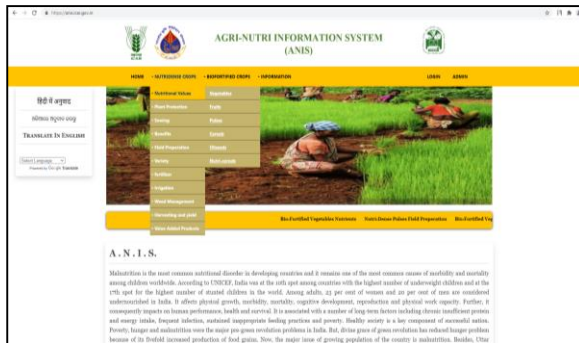 AGRI-NUTRI INFORMATION SYSTEM
(ANIS)
HOME • NUTRIDENSE CROPS • BIOFORTIFIED CROPS • INFORMATION LOGIN ADMIN
हिंदी में अनुवाद
TRANSLATE IN ENGLISH
Select Language
Powered by Google Translate
• Nutritional Values
• Plant Protection
• Sowing
• Benefits
• Field Preparation
• Variety
• Fertilizer
• Irrigation
• Weed Management
• Harvesting and yield
• Value Added Products
Vegetables
Fruits
Pulses
Cereals
Oilseeds
Bio-Fortified Vegetables Nutrients Nutri-Dense Pulses Field Preparation Bio-Fortified Veg
A . N . I . S.
Malnutrition is the most common nutritional disorder in developing countries and it remains one of the most common causes of morbidity and mortality
among children worldwide. According to UNICEF, India was at the 10th spot among countries with the highest number of underweight children and at the
17th spot for the highest number of stunted children in the world. Among adults, 23 per cent of women and 20 per cent of men are considered
undernourished in India. It affects physical growth, morbidity, mortality, cognitive development, reproduction and physical work capacity. Further, it
consequently impacts on human performance, health and survival. It is associated with a number of long-term factors including chronic insufficient protein
and energy intake, frequent infection, sustained inappropriate feeding practices and poverty. Healthy society is a key component of successful nation.
Poverty, hunger and malnutrition were the major pre green revolution problems in India. But, divine grace of green revolution has reduced hunger problem
because of its firefold increased production of food grains. Now, the major issue of growing population of the country is malnutrition. Besides, Uttar